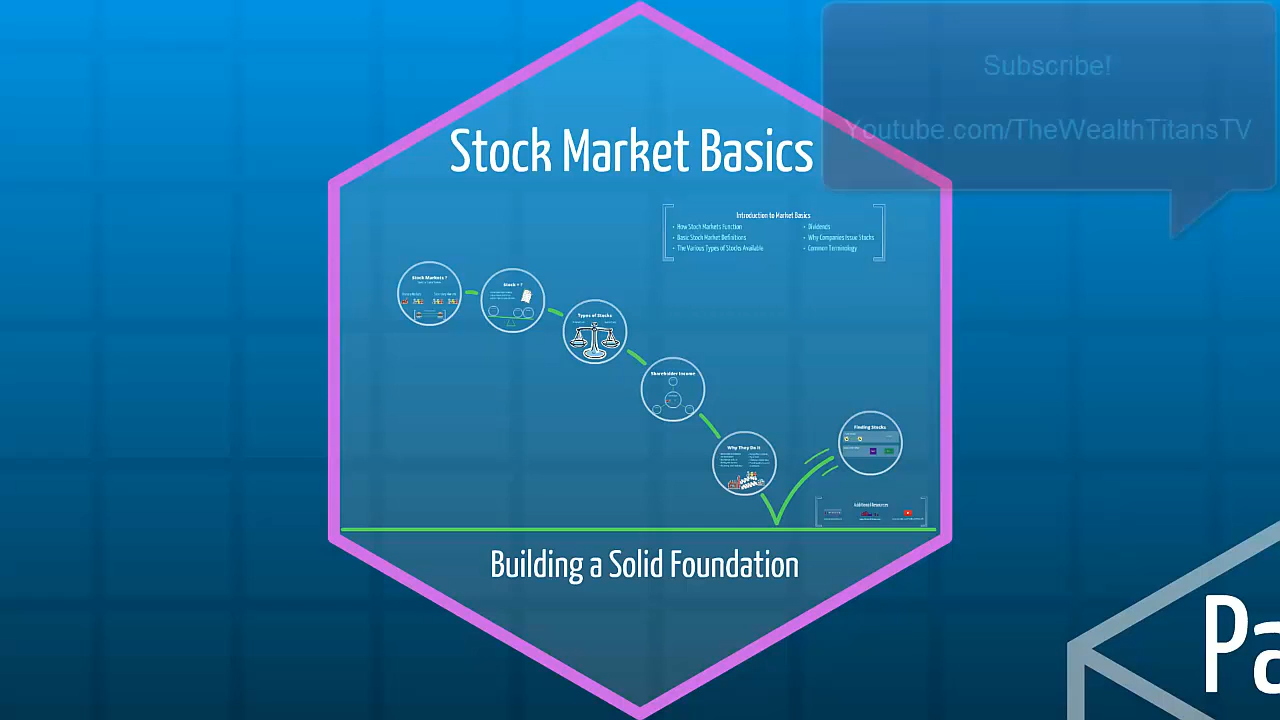 Subscribe!
Youtube.com/TheWealthTitansTV
Stock Market Basics
Introduction to Market Basics
• How Stock Markets Function
• Basic Stock Market Definitions
• The Various Types of Stocks Available
• Dividends
• Why Companies Issue Stocks
• Common Terminology
Stock Markets ?
Stock = ?
Types of Stocks
Shareholder Income
Why They Do It
Finding Stocks
Additional Resources
Building a Solid Foundation
Pa